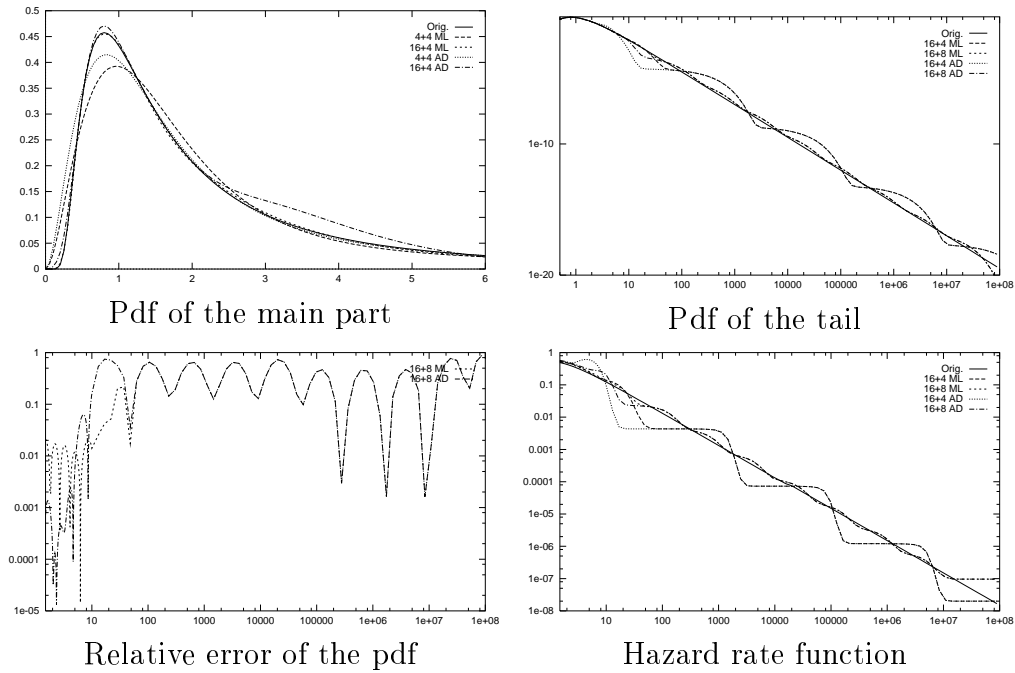 0.5
0.45
0.4
0.35
0.3
0.25
0.2
0.15
0.1
0.05
0
0 1 2 3 4 5 6
Orig.
4+4 ML
16+4 ML
4+4 AD
16+4 AD
Pdf of the main part
1e-10
1e-20
1 10 100 1000 10000 100000 1e+06 1e+07 1e+08
Orig.
16+4 ML
16+8 ML
16+4 AD
16+8 AD
Pdf of the tail
1
0.1
0.01
0.001
0.0001
1e-05
10 100 1000 10000 100000 1e+06 1e+07 1e+08
16+8 ML
16+8 AD
Relative error of the pdf
1
0.1
0.01
0.001
0.0001
1e-05
1e-06
1e-07
1e-08
10 100 1000 10000 100000 1e+06 1e+07 1e+08
Orig.
16+4 ML
16+8 ML
16+4 AD
16+8 AD
Hazard rate function